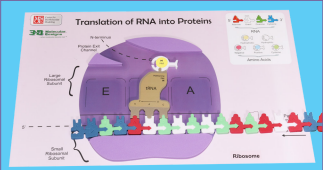 Translation of RNA into Proteins
3D Molecular Designs
N-terminus
Protein Exit
Channel
Large
Ribosomal
Subunit
E
tRNA
A
RNA
Amino Acids
5'
Small
Ribosomal
Subunit
Ribosome